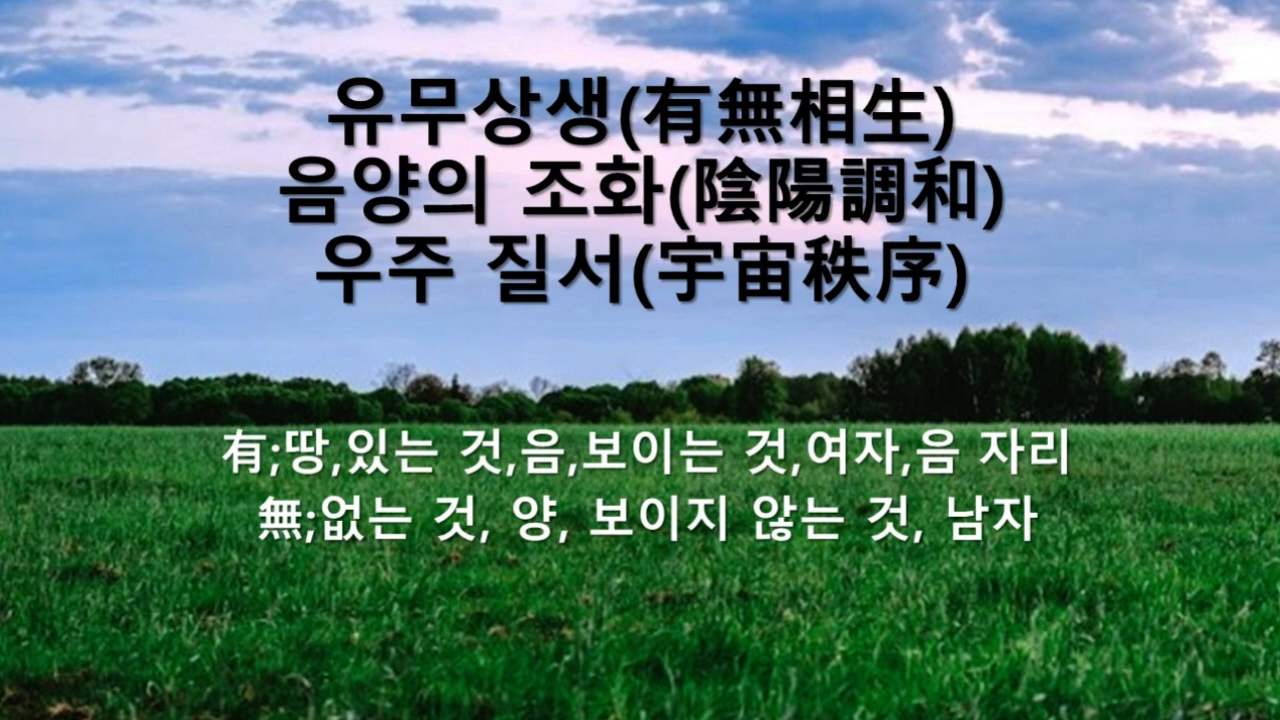 유무상생(有無相生)
음양의 조화(陰陽調和)
우주 질서(宇宙秩序)
有;땅,있는 것,음,보이는 것,여자,음 자리
無;없는 것, 양, 보이지 않는 것, 남자